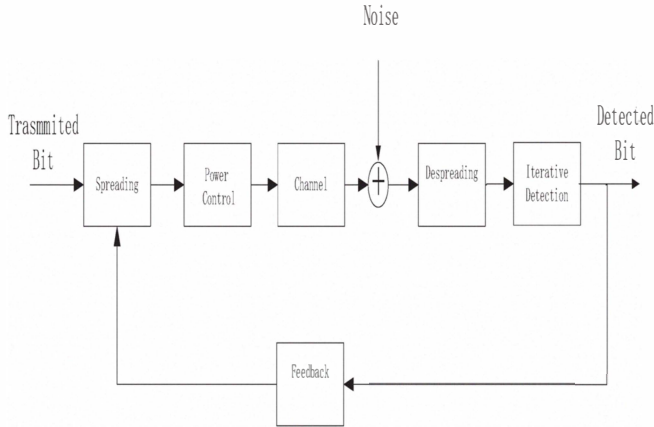 Noise
Trasmmited
Bit
Detected
Bit
Spreading
Power
Control
Channel
+
Despreading
Iterative
Detection
Feedback